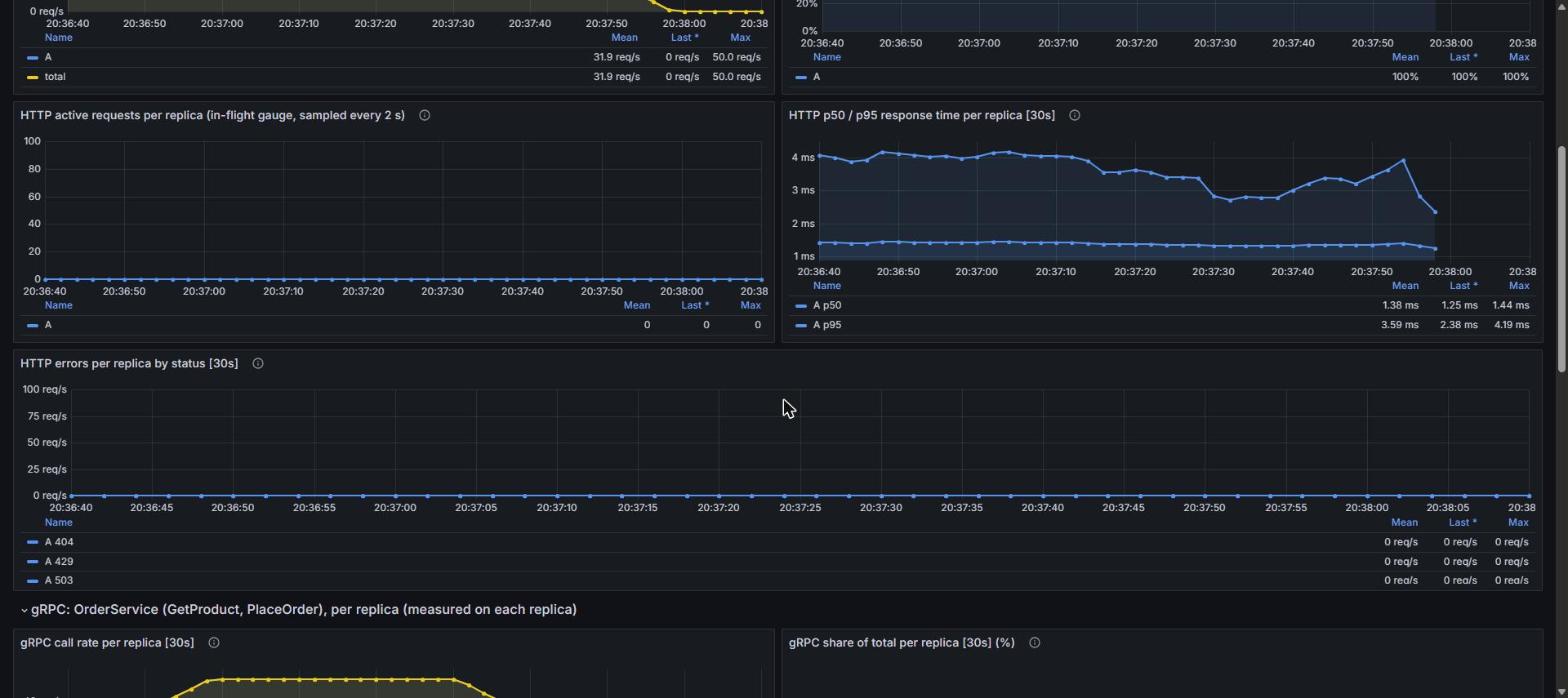 0 req/s
20:36:40 20:36:50 20:37:00 20:37:10 20:37:20 20:37:30 20:37:40 20:37:50 20:38:00 20:38
Name Mean Last * Max
A 31.9 req/s 0 req/s 50.0 req/s
total 31.9 req/s 0 req/s 50.0 req/s
20%
0%
20:36:40 20:36:50 20:37:00 20:37:10 20:37:20 20:37:30 20:37:40 20:37:50 20:38:00 20:38
Name Mean Last * Max
A 100% 100% 100%
HTTP active requests per replica (in-flight gauge, sampled every 2 s)
100
80
60
40
20
0
20:36:40 20:36:50 20:37:00 20:37:10 20:37:20 20:37:30 20:37:40 20:37:50 20:38:00 20:38
Name Mean Last * Max
A 0 0 0
HTTP p50 / p95 response time per replica [30s]
4 ms
3 ms
2 ms
1 ms
20:36:40 20:36:50 20:37:00 20:37:10 20:37:20 20:37:30 20:37:40 20:37:50 20:38:00 20:38
Name Mean Last * Max
A p50 1.38 ms 1.25 ms 1.44 ms
A p95 3.59 ms 2.38 ms 4.19 ms
HTTP errors per replica by status [30s]
100 req/s
75 req/s
50 req/s
25 req/s
0 req/s
20:36:40 20:36:45 20:36:50 20:36:55 20:37:00 20:37:05 20:37:10 20:37:15 20:37:20 20:37:25 20:37:30 20:37:35 20:37:40 20:37:45 20:37:50 20:37:55 20:38:00 20:38:05 20:38
Name Mean Last * Max
A 404 0 req/s 0 req/s 0 req/s
A 429 0 req/s 0 req/s 0 req/s
A 503 0 req/s 0 req/s 0 req/s
gRPC: OrderService (GetProduct, PlaceOrder), per replica (measured on each replica)
gRPC call rate per replica [30s]
gRPC share of total per replica [30s] (%)